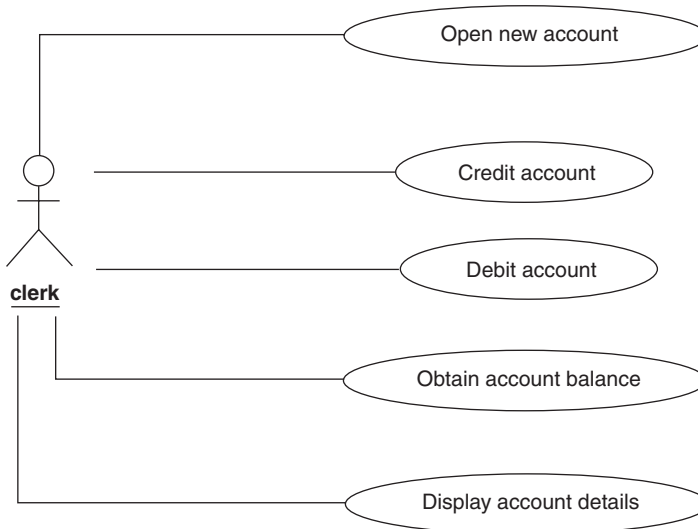 Open new account
Credit account
Debit account
clerk
Obtain account balance
Display account details